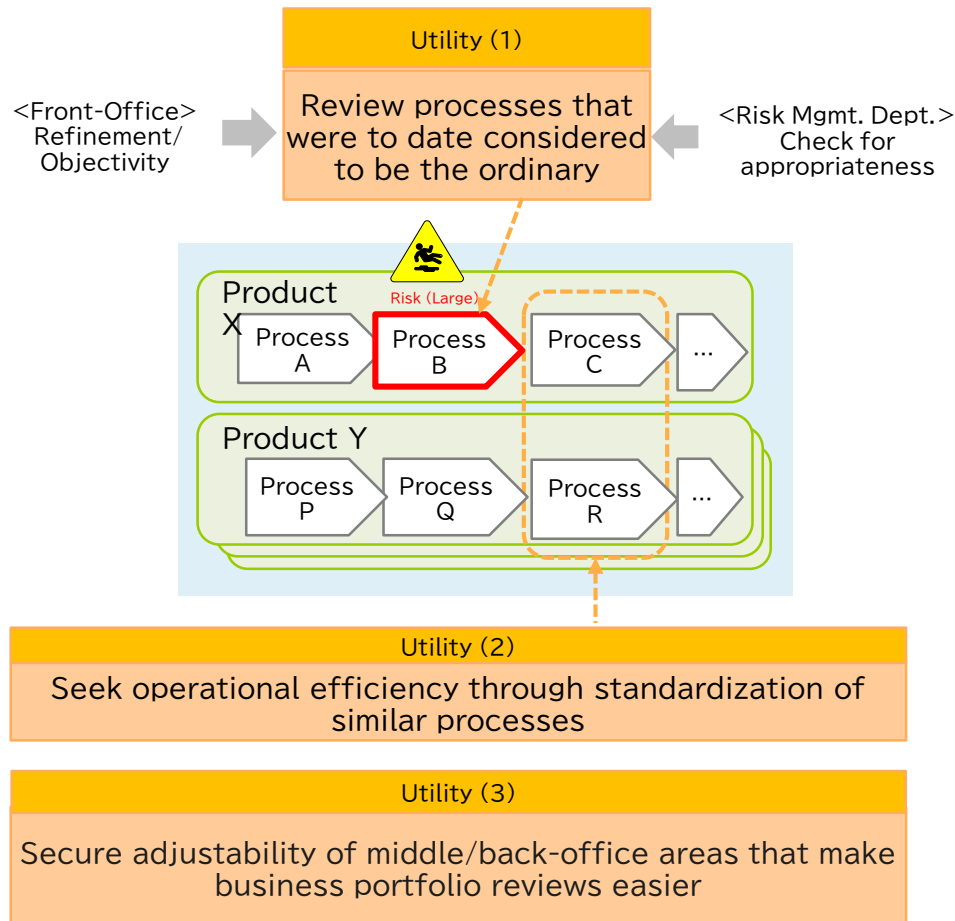 Utility (1)
Review processes that
were to date considered
to be the ordinary
<Front-Office>
Refinement/
Objectivity
<Risk Mgmt. Dept.>
Check for
appropriateness
Product
X
Risk (Large)
Process
A
Process
B
Process
C
...
Product Y
Process
P
Process
Q
Process
R
...
Utility (2)
Seek operational efficiency through standardization of
similar processes
Utility (3)
Secure adjustability of middle/back-office areas that make
business portfolio reviews easier